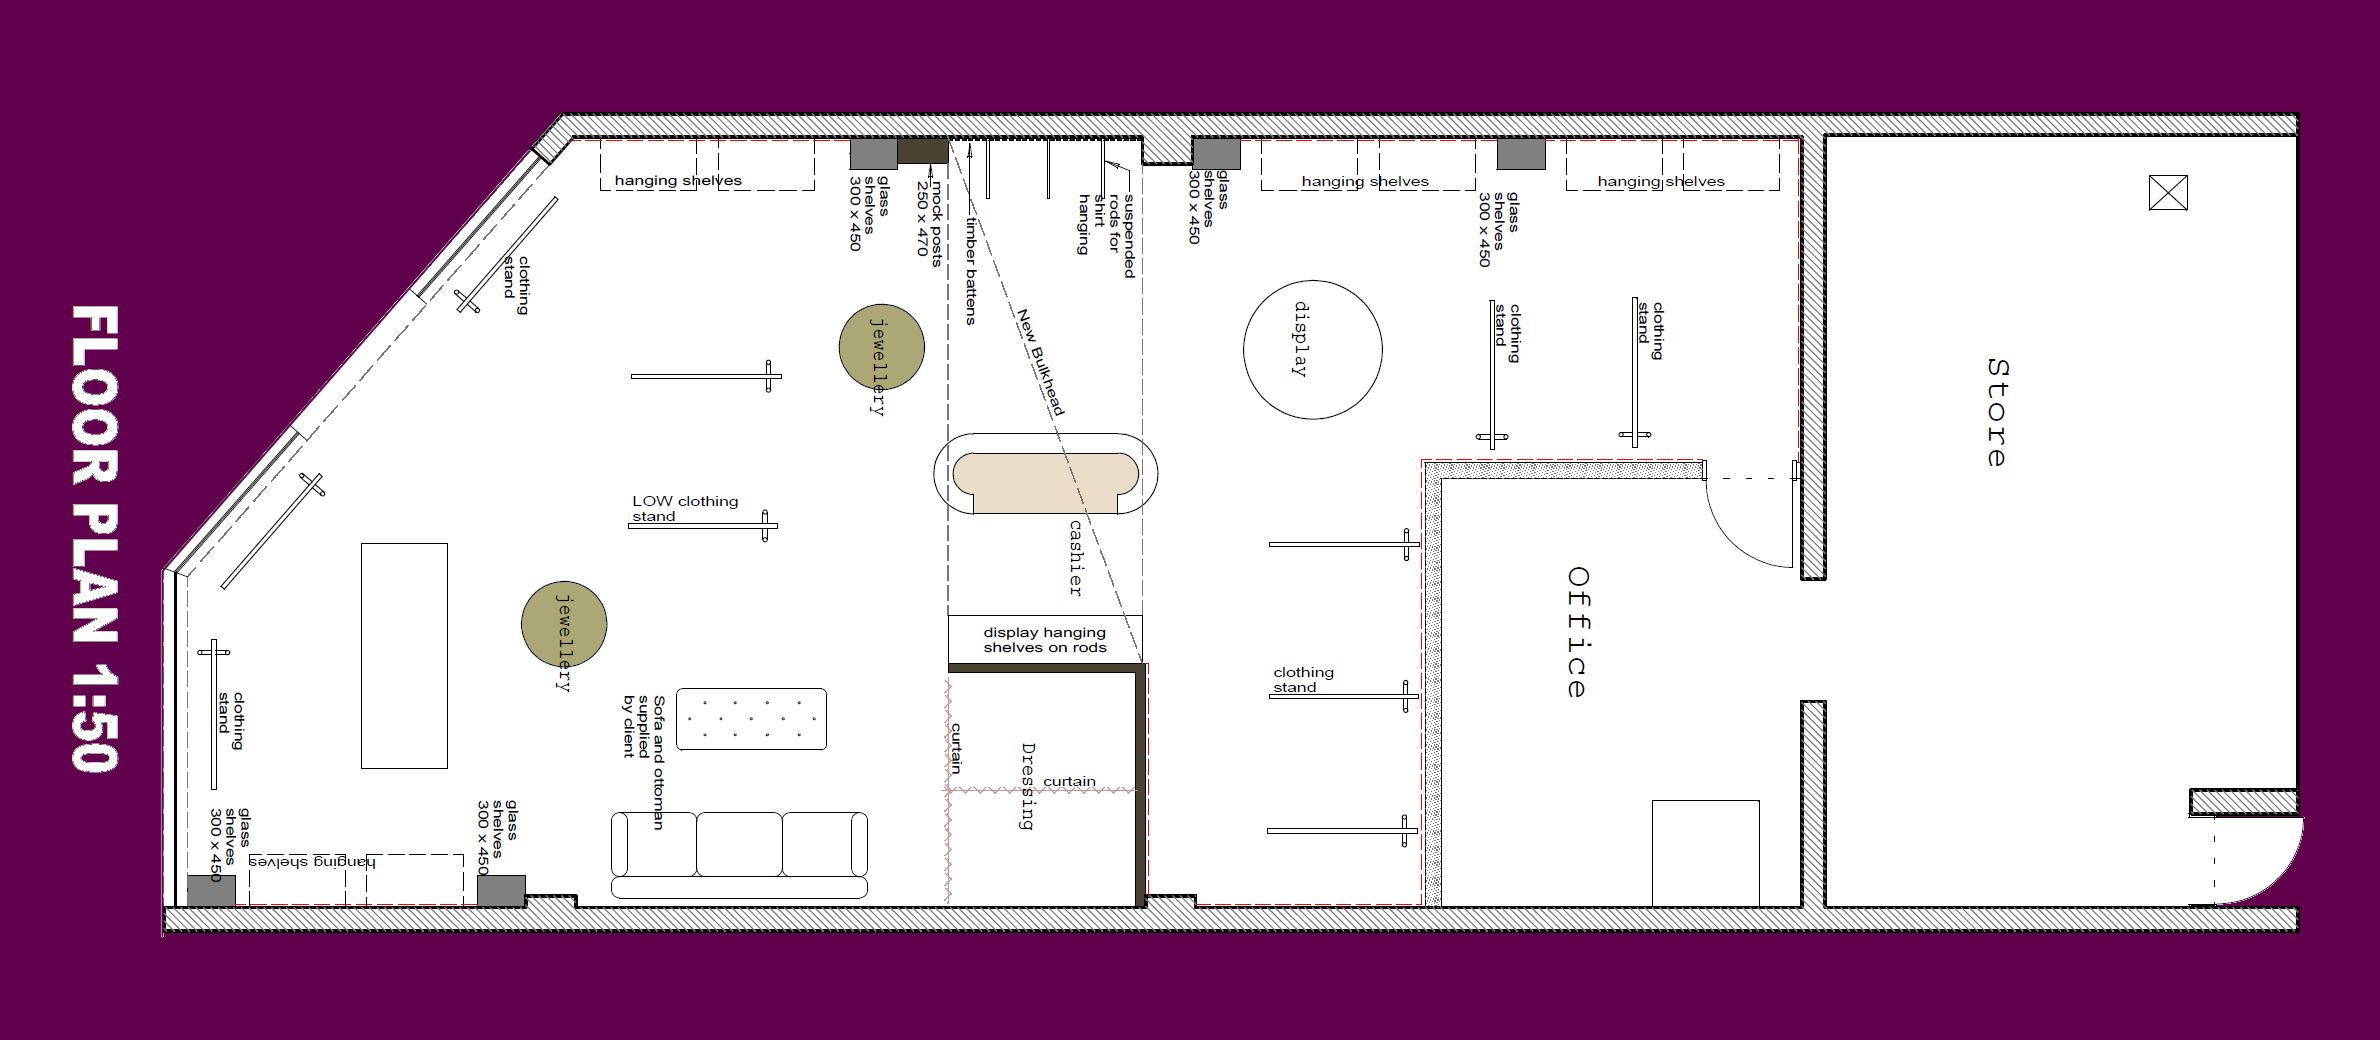 FLOOR PLAN 1:50
hanging shelves
glass
shelves
300 x 450
mock posts
250 x 470
timber battens
suspended
rods for
shirt
hanging
glass
shelves
300 x 450
hanging shelves
glass
shelves
300 x 450
hanging shelves
clothing
stand
jewellery
New Bulkhead
display
clothing
stand
clothing
stand
Store
LOW clothing
stand
cashier
jewellery
display hanging
shelves on rods
Office
clothing
stand
clothing
stand
Sofa and ottoman
supplied
by client
curtain
Dressing
curtain
glass
shelves
300 x 450
hanging shelves
glass
shelves
300 x 450